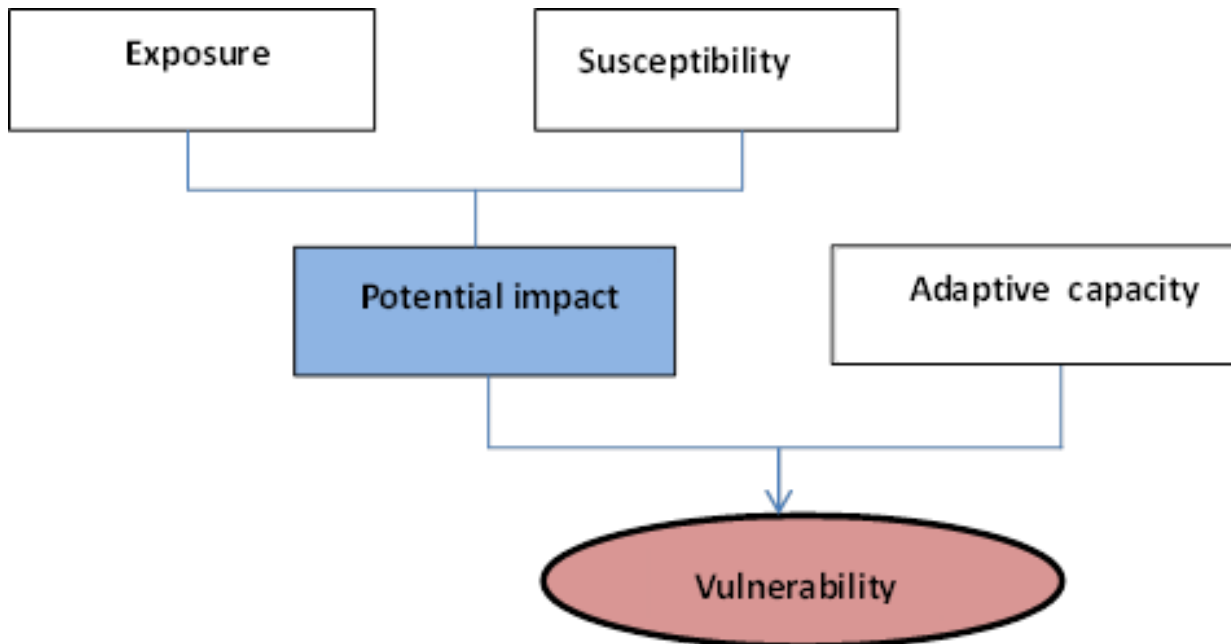 Exposure
Susceptibility
Potential impact
Adaptive capacity
Vulnerability